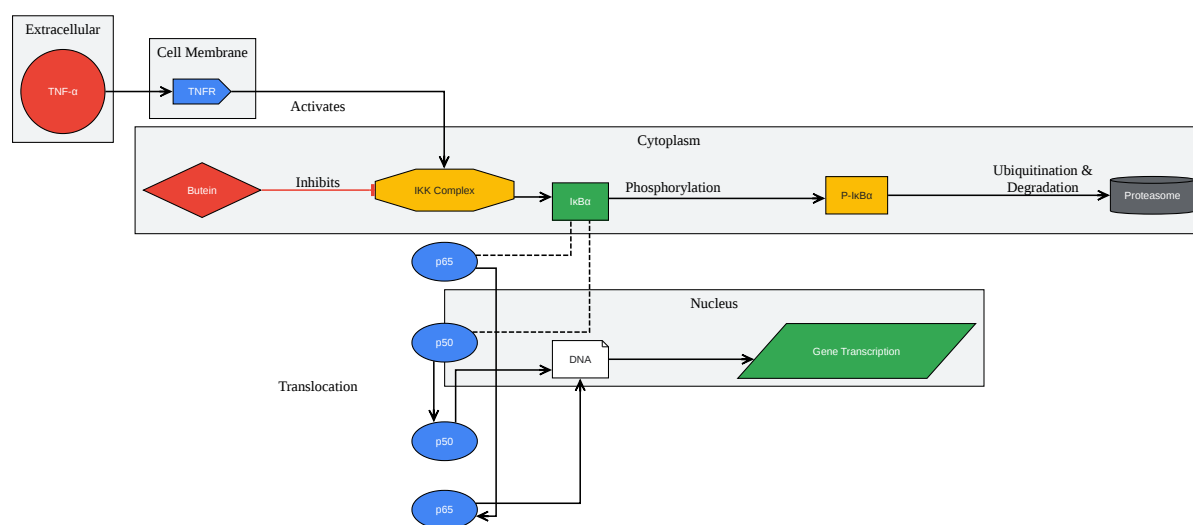 Extracellular
TNF-α
Cell Membrane
TNFR
Activates
Cytoplasm
Butein
Inhibits
IKK Complex
IκBα
Phosphorylation
P-IκBα
Ubiquitination &
Degradation
Proteasome
p65
Nucleus
p50
DNA
Gene Transcription
Translocation
p50
p65